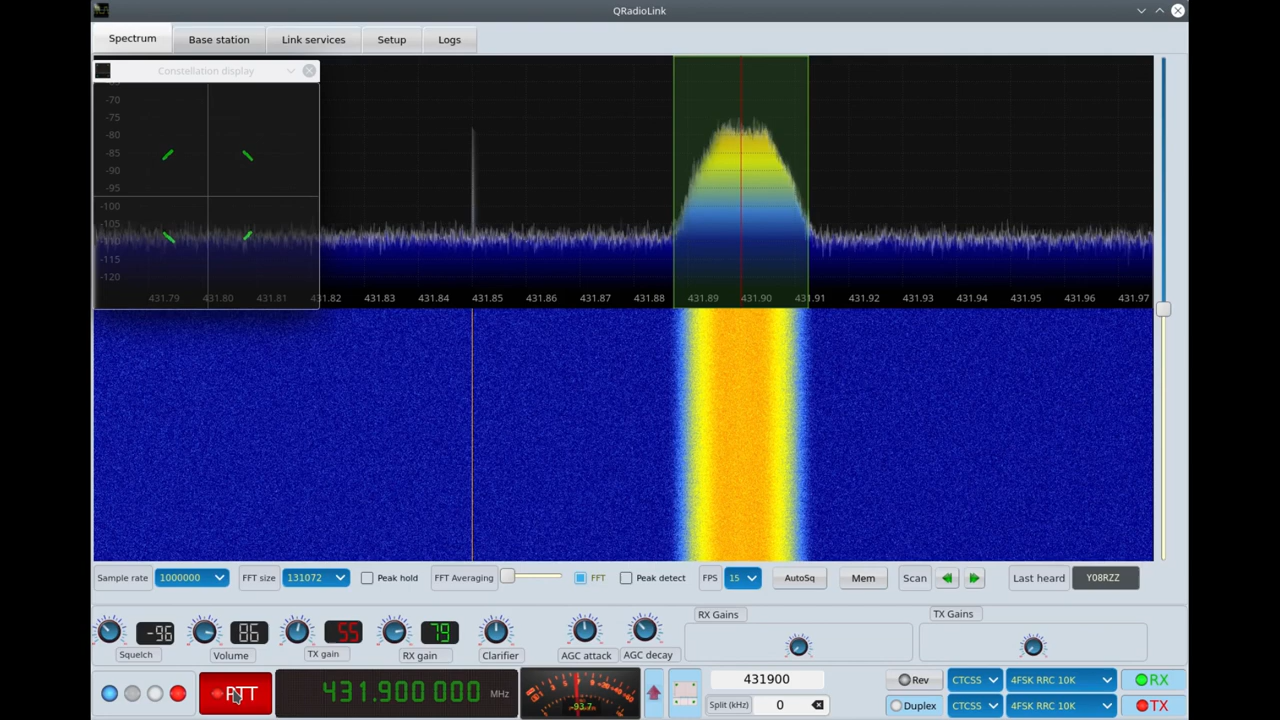 QRadioLink
Spectrum Base station Link services Setup Logs
Constellation display
-70
-75
-80
-85
-90
-95
-100
-105
-110
-115
-120
431.79 431.80 431.81 431.82 431.83 431.84 431.85 431.86 431.87 431.88 431.89 431.90 431.91 431.92 431.93 431.94 431.95 431.96 431.97
Sample rate 1000000 FFT size 131072 Peak hold FFT Averaging FFT Peak detect FPS 15 AutoSq Mem Scan Last heard Y08RZZ
-96 86 55 79
RX Gains TX Gains
Squelch Volume TX gain RX gain Clarifier AGC attack AGC decay
PTT 431.900 000 MHz -93.7 431900 Rev CTCSS 4FSK RRC 10K RX
Split (kHz) 0 Duplex CTCSS 4FSK RRC 10K TX